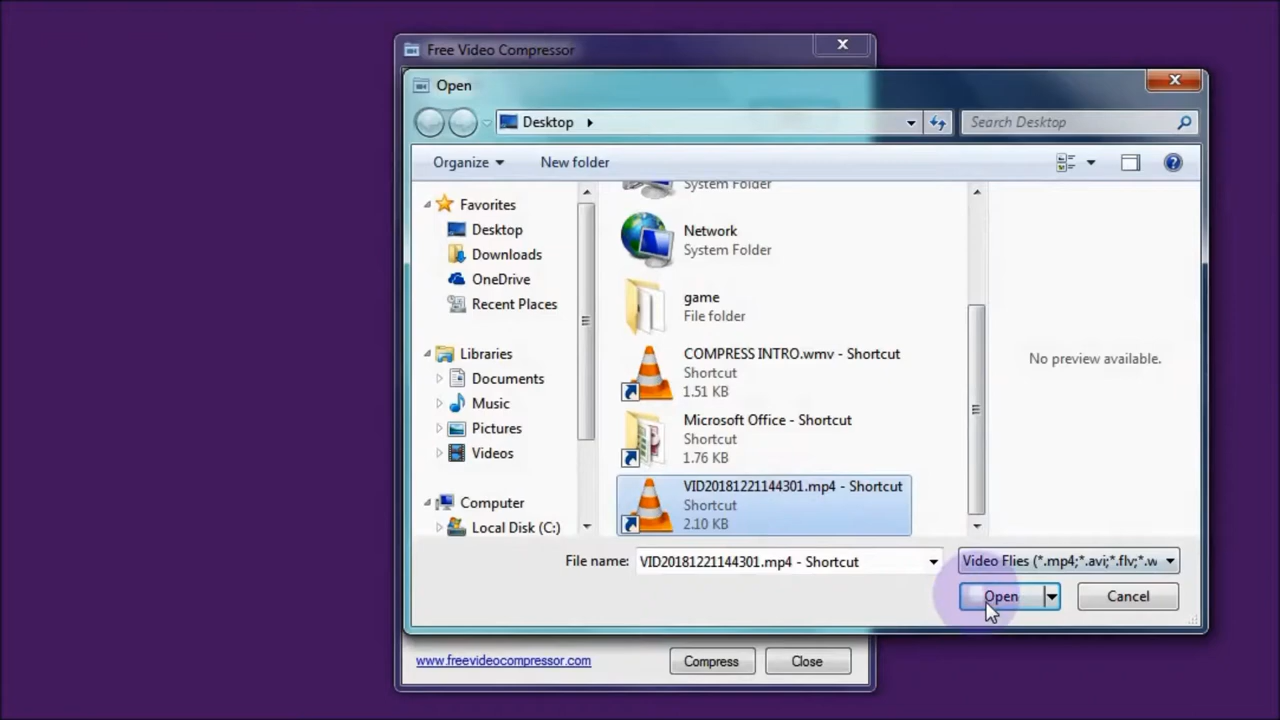 Free Video Compressor
Open
Desktop
Search Desktop
Organize
New folder
Favorites
Desktop
Downloads
OneDrive
Recent Places
Libraries
Documents
Music
Pictures
Videos
Computer
Local Disk (C:)
System Folder
Network
System Folder
game
File folder
COMPRESS INTRO.wmv - Shortcut
Shortcut
1.51 KB
Microsoft Office - Shortcut
Shortcut
1.76 KB
VID20181221144301.mp4 - Shortcut
Shortcut
2.10 KB
No preview available.
File name: VID20181221144301.mp4 - Shortcut
Video Flies (*.mp4;*.avi;*.flv;*.w
Open
Cancel
www.freevideocompressor.com
Compress
Close